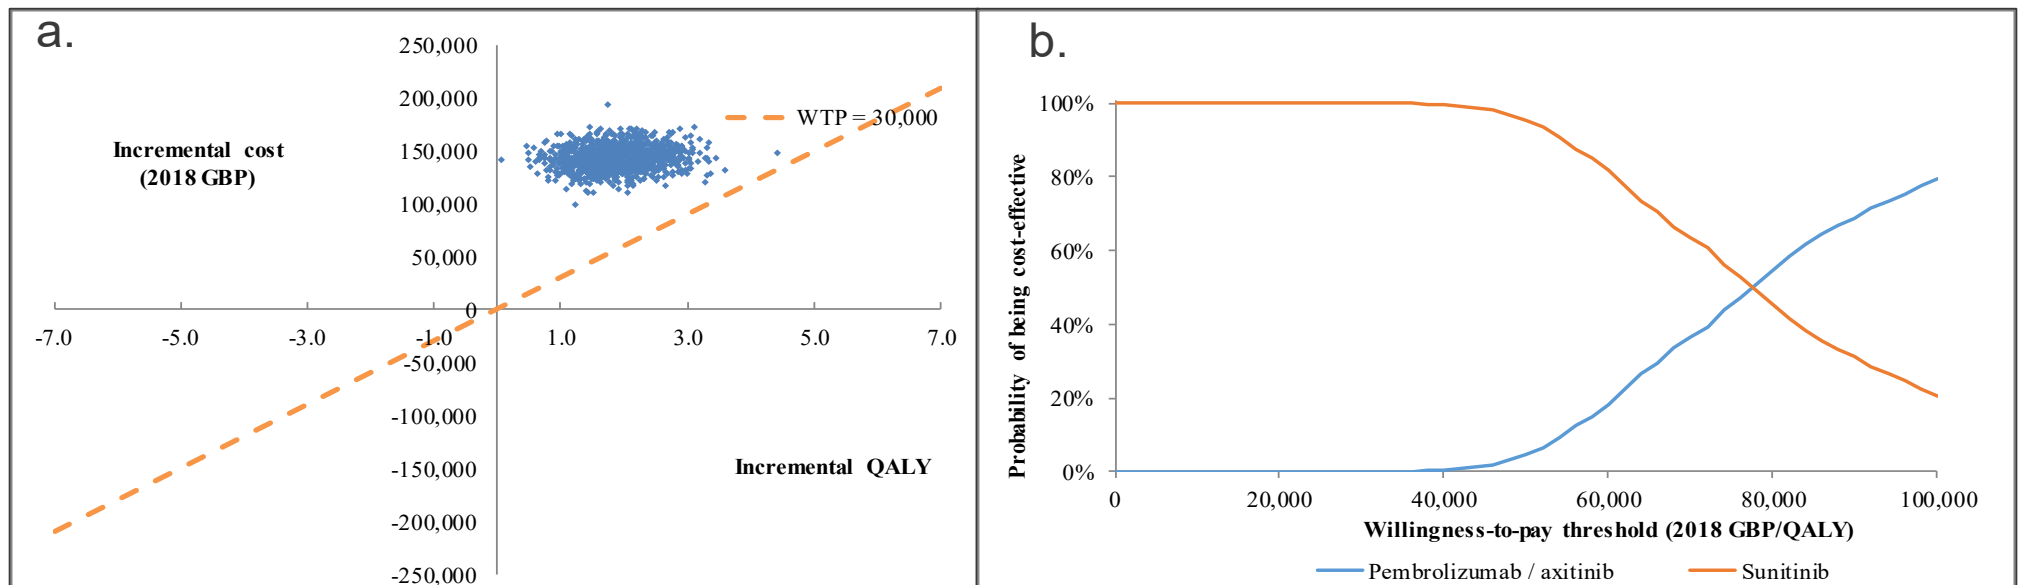 a.
250,000
200,000
WTP = 30,000
Incremental cost
(2018 GBP)
150,000
100,000
50,000
0
-7.0 -5.0 -3.0 -1.0 1.0 3.0 5.0 7.0
-50,000
-100,000
-150,000
Incremental QALY
-200,000
-250,000
b.
Probability of being cost-effective
100%
80%
60%
40%
20%
0%
0 20,000 40,000 60,000 80,000 100,000
Willingness-to-pay threshold (2018 GBP/QALY)
Pembrolizumab / axitinib Sunitinib